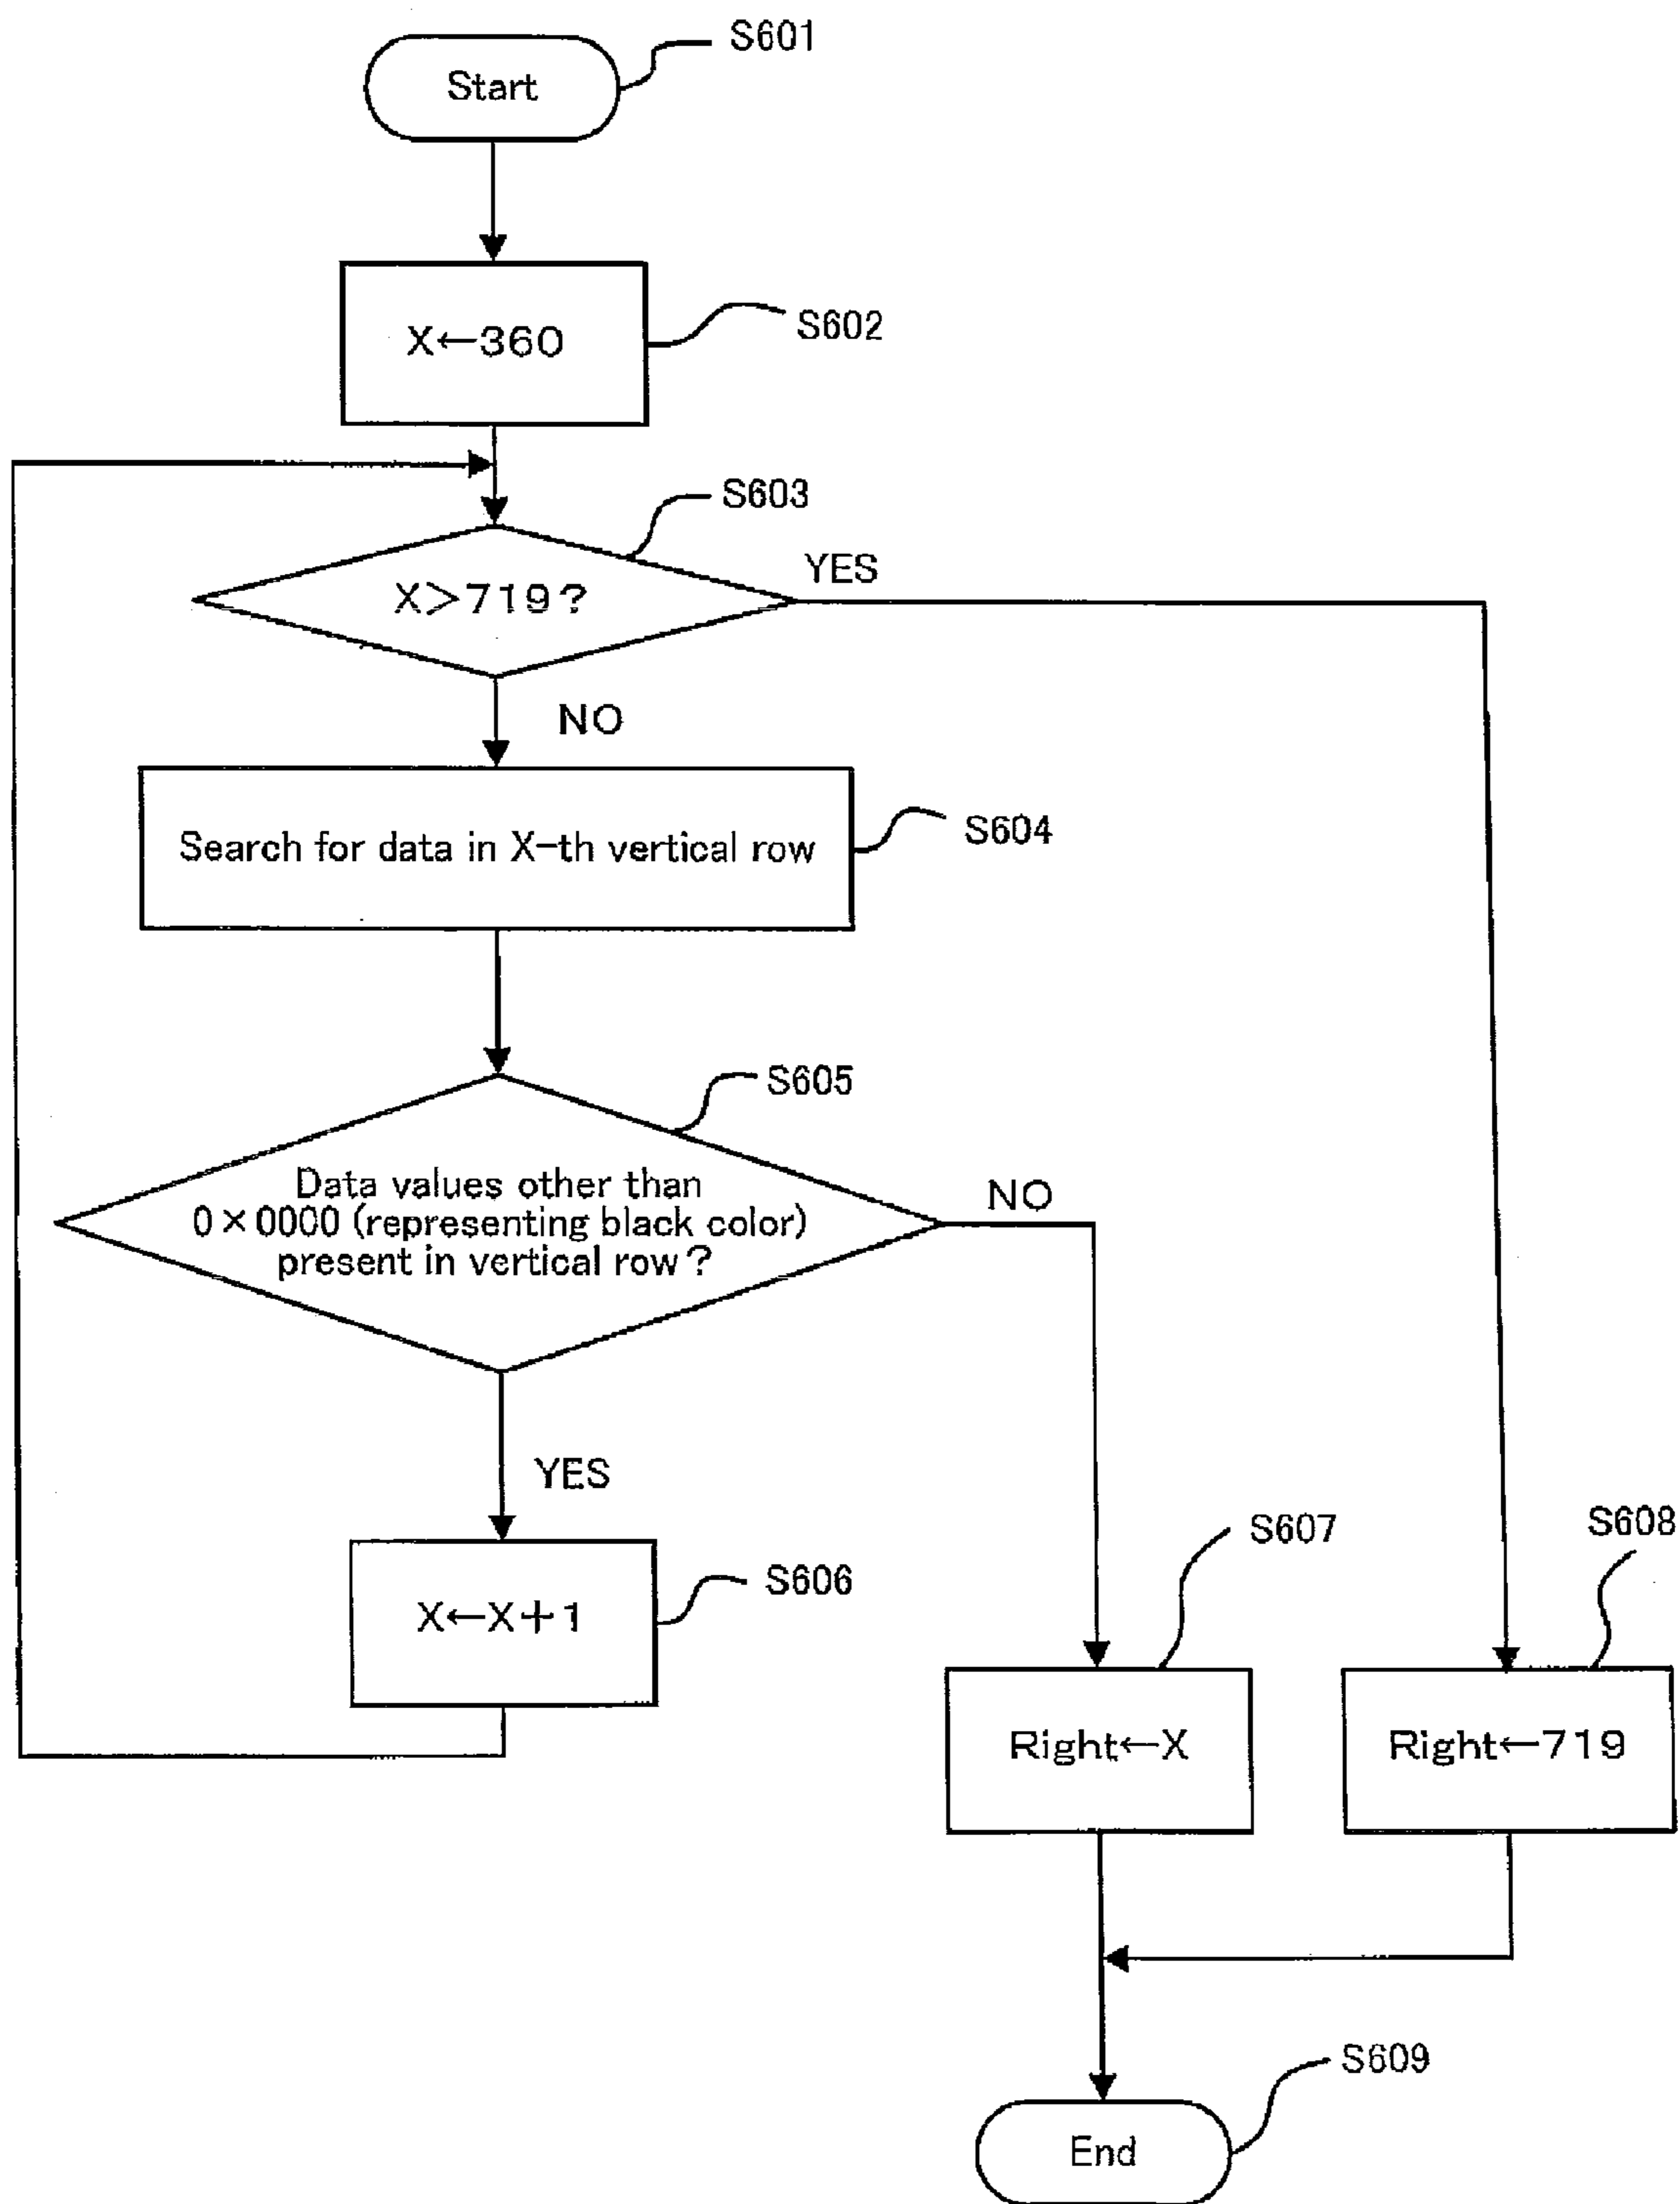 S601
Start
X←360
S602
S603
X>719?
YES
NO
Search for data in X-th vertical row
S604
S605
Data values other than
0×0000 (representing black color)
present in vertical row?
NO
YES
S606
X←X+1
S607
S608
Right←X
Right←719
S609
End